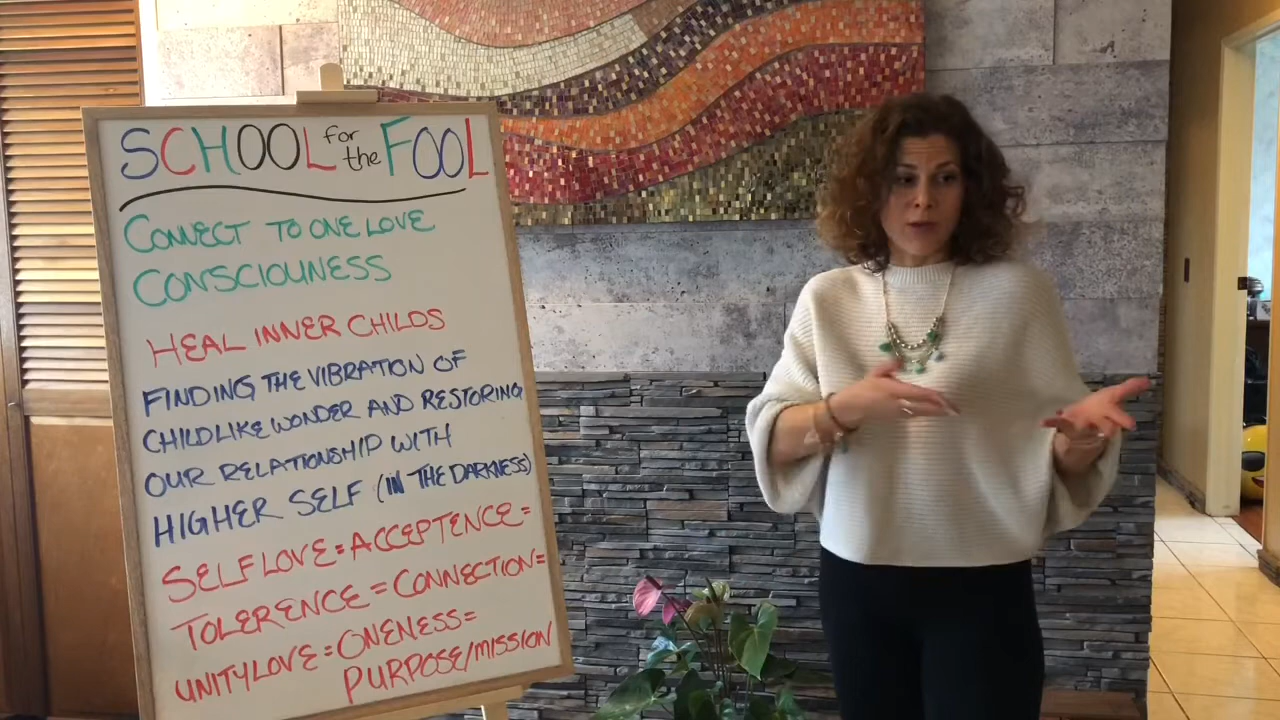 SCHOOL for the FOOL
CONNECT TO ONE LOVE
CONSCIOUNESS
HEAL INNER CHILDS
FINDING THE VIBRATION OF
CHILDLIKE WONDER AND RESTORING
OUR RELATIONSHIP WITH
HIGHER SELF (IN THE DARKNESS)
SELF LOVE = ACCEPTENCE =
TOLERENCE = CONNECTION =
UNITY LOVE = ONENESS =
PURPOSE/MISSION